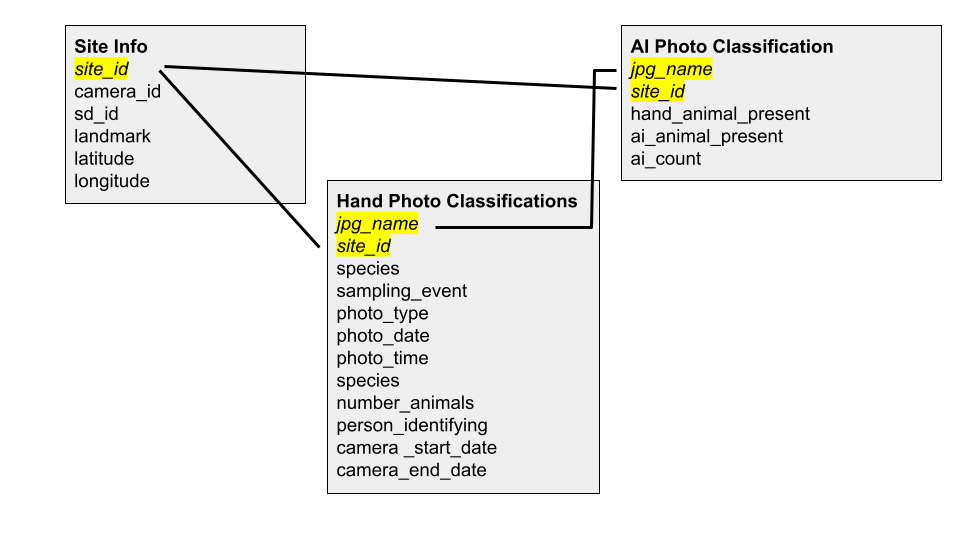 Site Info
site_id
camera_id
sd_id
landmark
latitude
longitude
AI Photo Classification
jpg_name
site_id
hand_animal_present
ai_animal_present
ai_count
Hand Photo Classifications
jpg_name
site_id
species
sampling_event
photo_type
photo_date
photo_time
species
number_animals
person_identifying
camera _start_date
camera_end_date